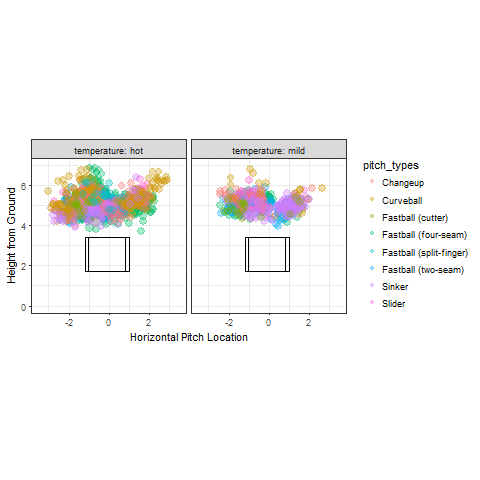 temperature: hot
temperature: mild
6
4
2
0
-2
0
2
-2
0
2
Height from Ground
Horizontal Pitch Location
pitch_types
Changeup
Curveball
Fastball (cutter)
Fastball (four-seam)
Fastball (split-finger)
Fastball (two-seam)
Sinker
Slider